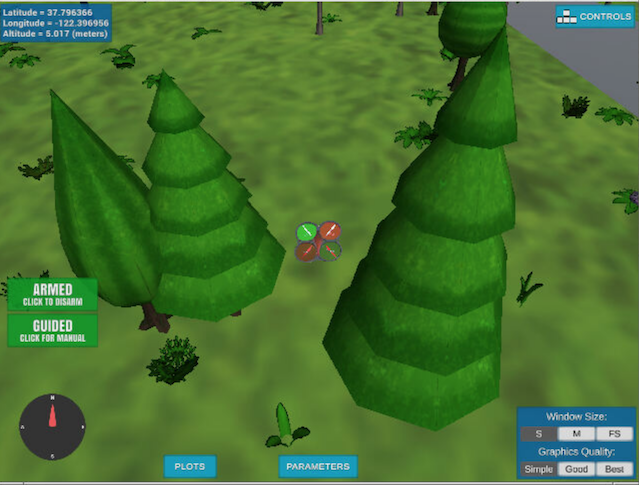 Latitude = 37.796366
Longitude = -122.396956
Altitude = 5.017 (meters)
CONTROLS
ARMED
CLICK TO DISARM
GUIDED
CLICK FOR MANUAL
N
S
PLOTS
PARAMETERS
Window Size:
S M FS
Graphics Quality:
Simple Good Best